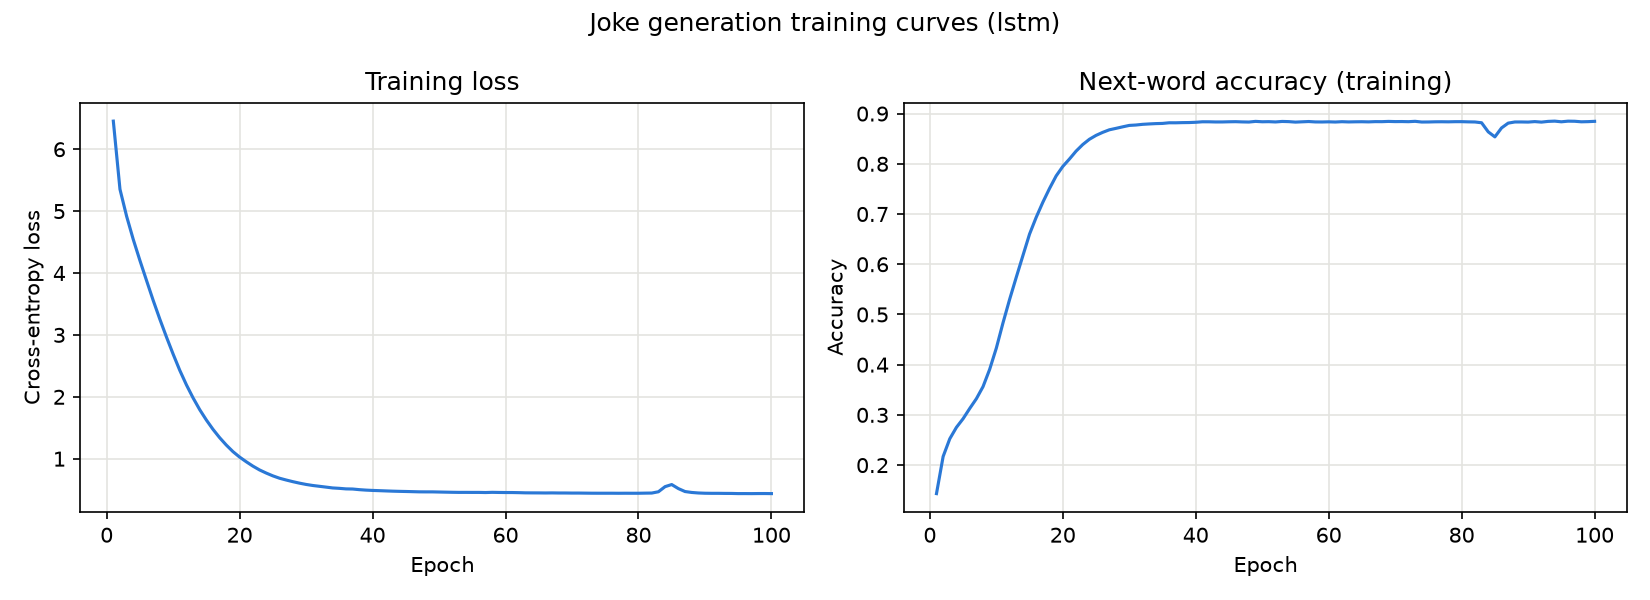 Joke generation training curves (lstm)
Training loss
Cross-entropy loss
6
5
4
3
2
1
0 20 40 60 80 100
Epoch
Next-word accuracy (training)
Accuracy
0.9
0.8
0.7
0.6
0.5
0.4
0.3
0.2
0 20 40 60 80 100
Epoch